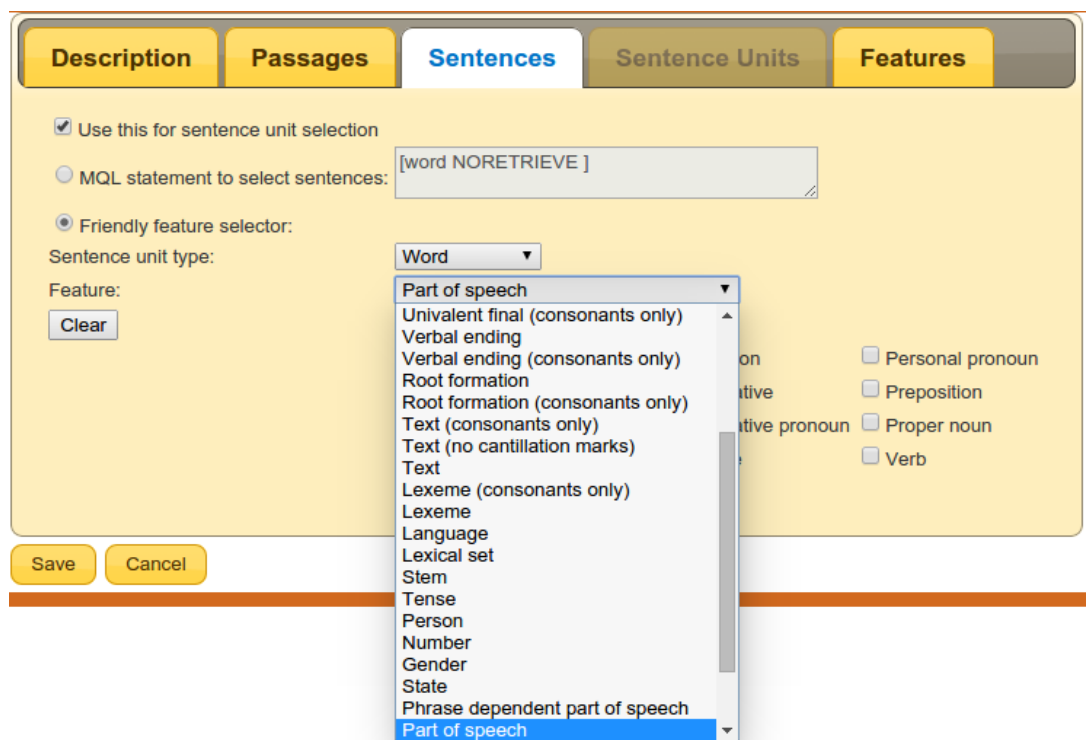 Description Passages Sentences Sentence Units Features
Use this for sentence unit selection
MQL statement to select sentences: [word NORETRIEVE ]
Friendly feature selector:
Sentence unit type: Word
Feature: Part of speech
Clear
Univalent final (consonants only)
Verbal ending
Verbal ending (consonants only)
Root formation
Root formation (consonants only)
Text (consonants only)
Text (no cantillation marks)
Text
Lexeme (consonants only)
Lexeme
Language
Lexical set
Stem
Tense
Person
Number
Gender
State
Phrase dependent part of speech
Part of speech
on Personal pronoun
ative Preposition
ative pronoun Proper noun
Verb
Save Cancel